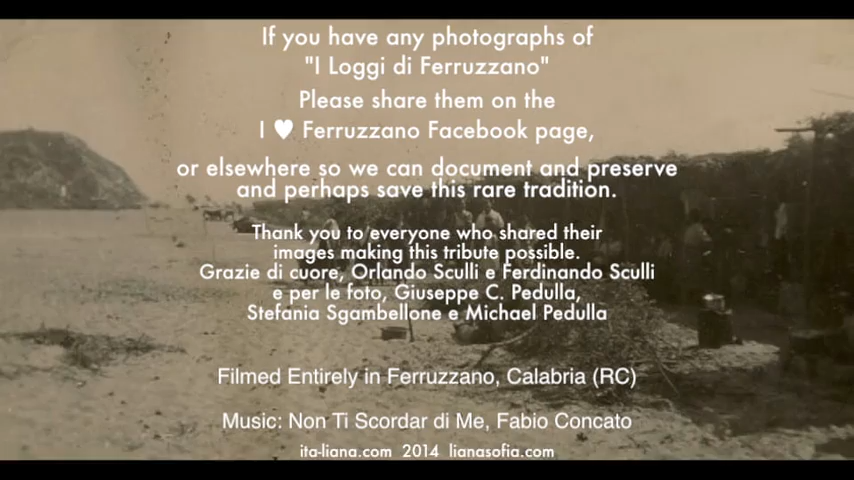 If you have any photographs of
"I Loggi di Ferruzzano"
Please share them on the
I ♥ Ferruzzano Facebook page,
or elsewhere so we can document and preserve
and perhaps save this rare tradition.
Thank you to everyone who shared their
images making this tribute possible.
Grazie di cuore, Orlando Sculli e Ferdinando Sculli
e per le foto, Giuseppe C. Pedulla,
Stefania Sgambellone e Michael Pedulla
Filmed Entirely in Ferruzzano, Calabria (RC)
Music: Non Ti Scordar di Me, Fabio Concato
ita-liana.com 2014 lianasofia.com